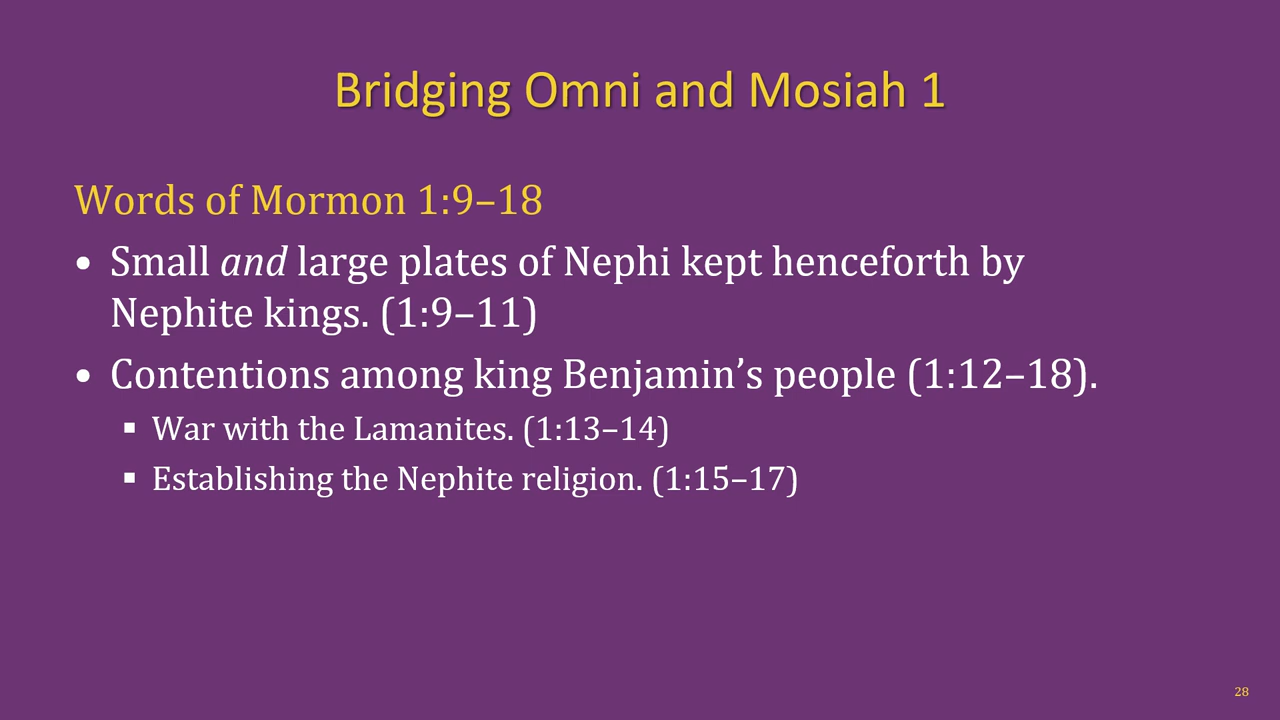 Bridging Omni and Mosiah 1
Words of Mormon 1:9–18
• Small and large plates of Nephi kept henceforth by
Nephite kings. (1:9–11)
• Contentions among king Benjamin’s people (1:12–18).
▪ War with the Lamanites. (1:13–14)
▪ Establishing the Nephite religion. (1:15–17)
28